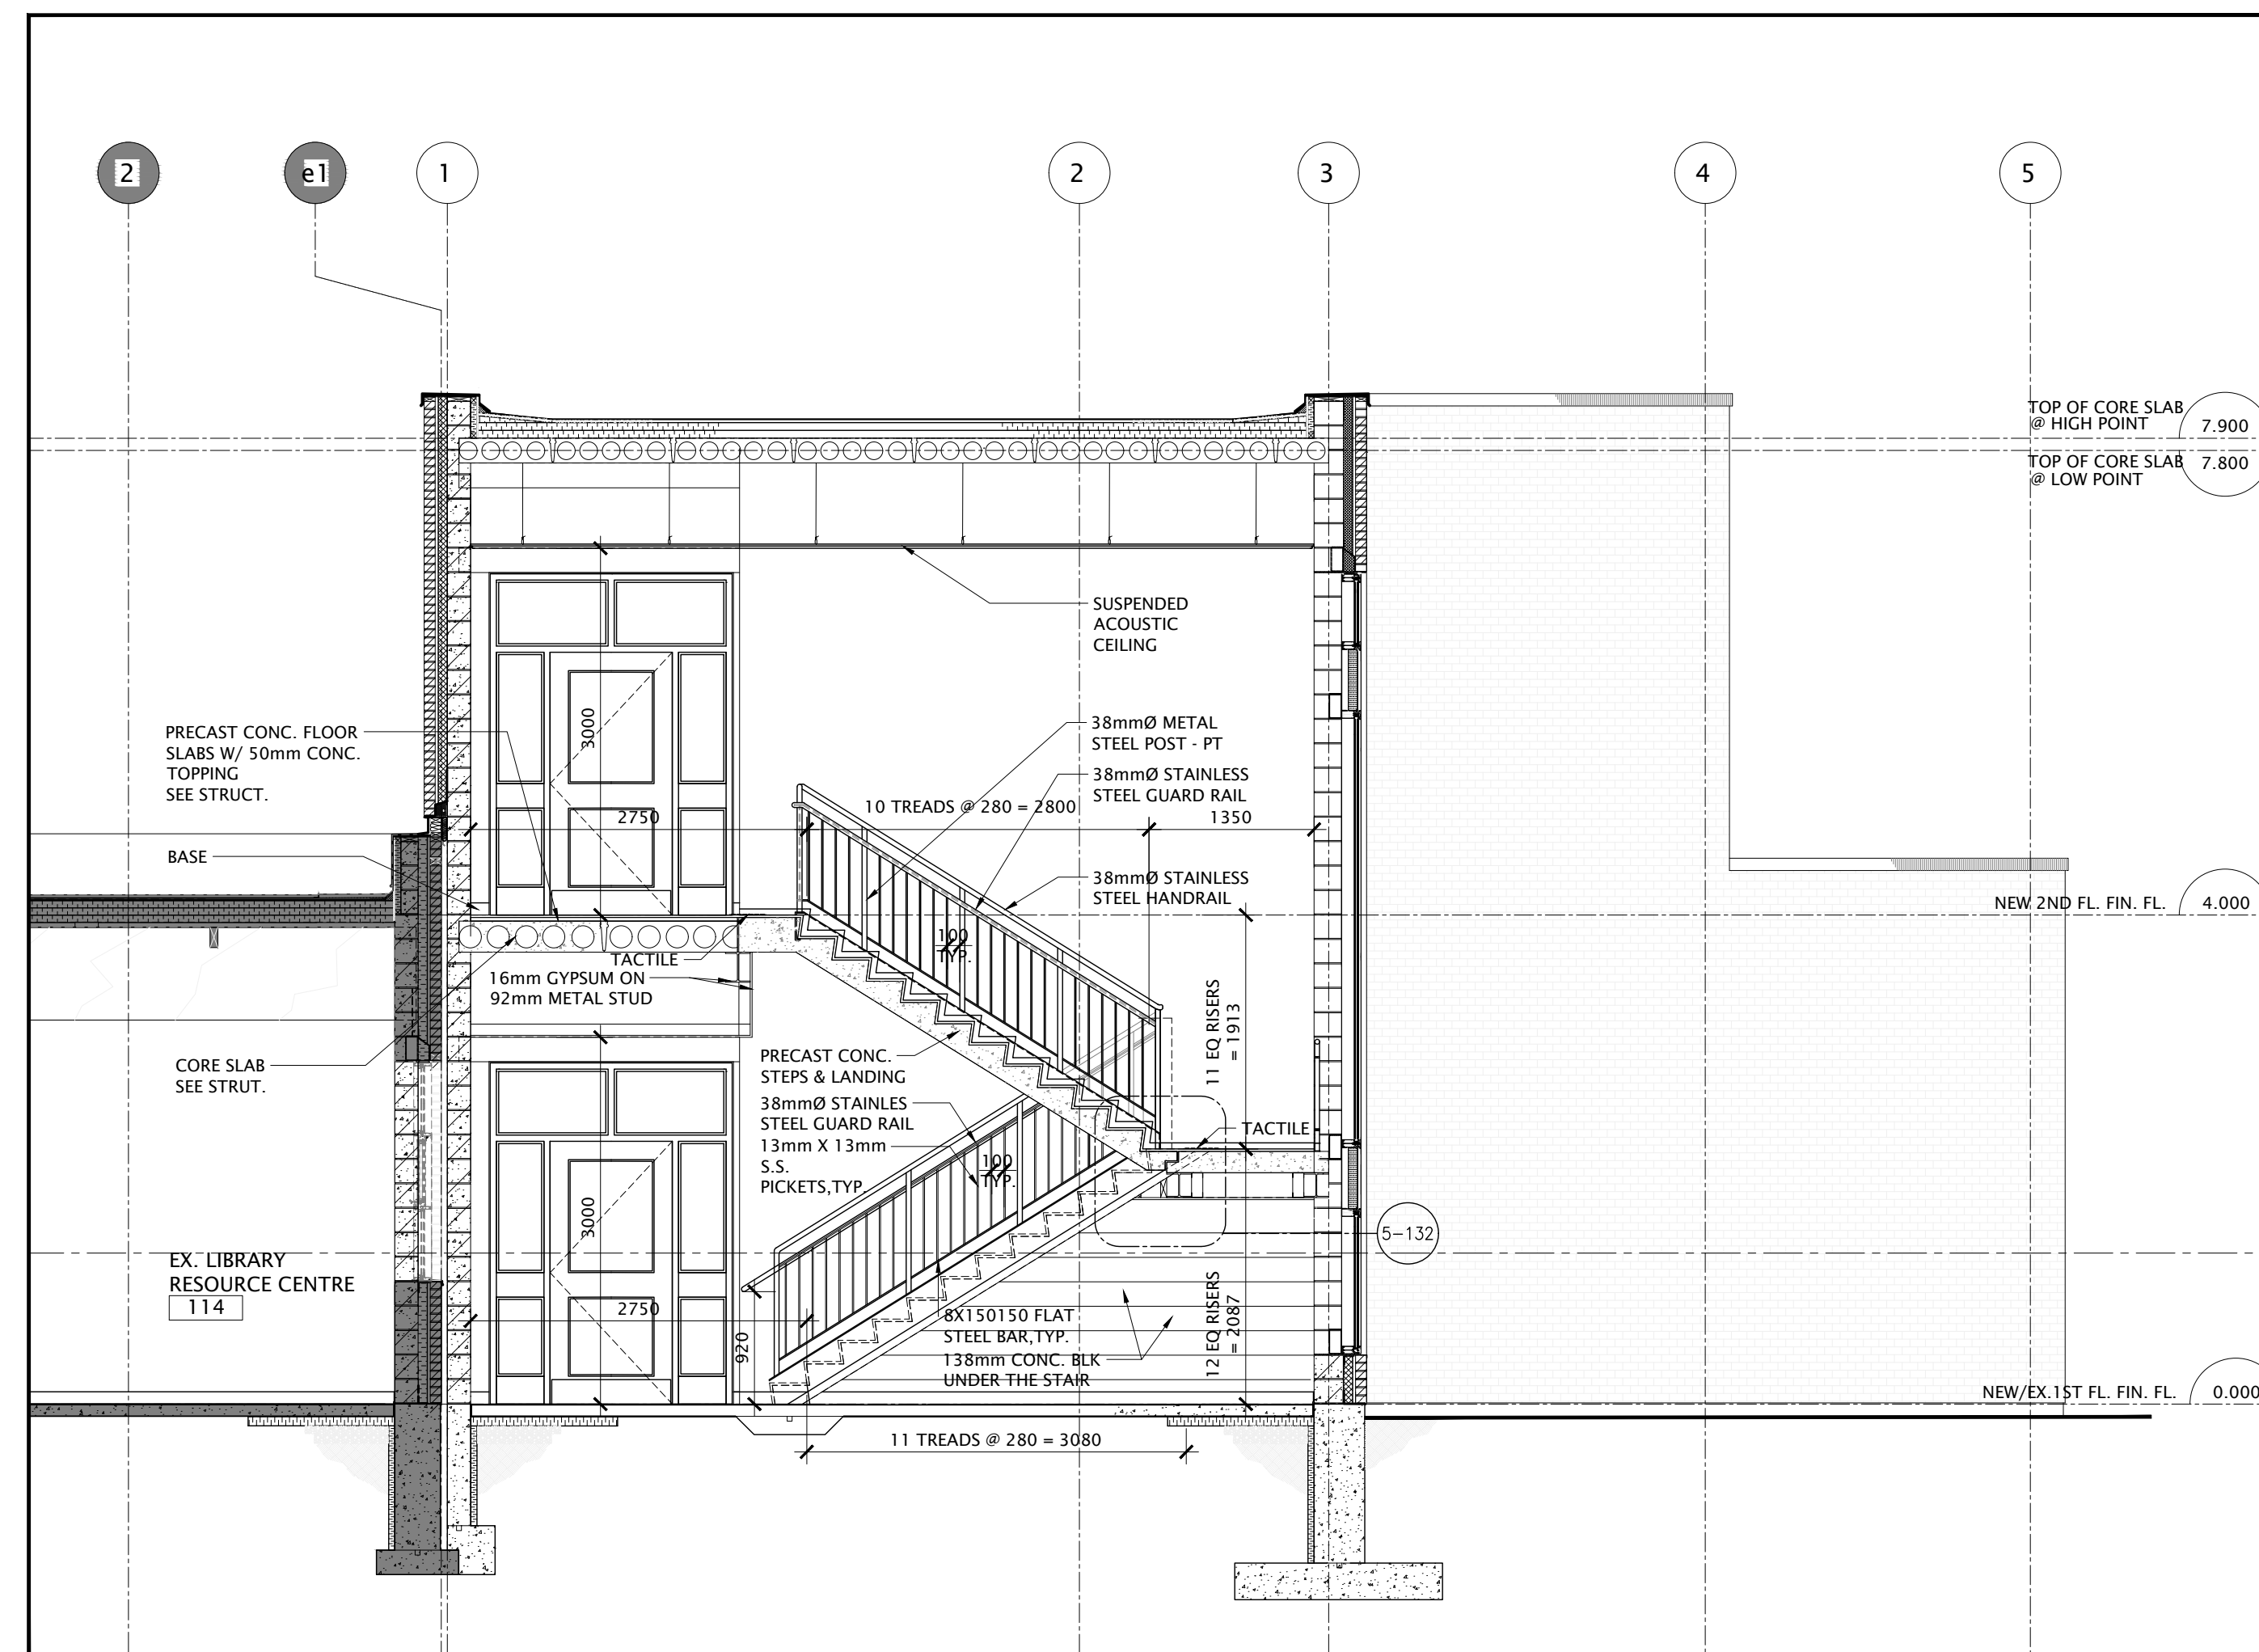 2
e1
1
2
3
4
5
TOP OF CORE SLAB
@ HIGH POINT
7.900
TOP OF CORE SLAB
@ LOW POINT
7.800
SUSPENDED
ACOUSTIC
CEILING
3000
PRECAST CONC. FLOOR
SLABS W/ 50mm CONC.
TOPPING
SEE STRUCT.
38mmØ METAL
STEEL POST - PT
38mmØ STAINLESS
STEEL GUARD RAIL
10 TREADS @ 280 = 2800
2750
1350
BASE
38mmØ STAINLESS
STEEL HANDRAIL
NEW 2ND FL. FIN. FL.
4.000
100
TYP.
TACTILE
16mm GYPSUM ON
92mm METAL STUD
11 EQ RISERS
= 1913
CORE SLAB
SEE STRUT.
PRECAST CONC.
STEPS & LANDING
38mmØ STAINLES
STEEL GUARD RAIL
13mm X 13mm
S.S.
PICKETS,TYP.
100
TYP.
TACTILE
3000
5-132
EX. LIBRARY
RESOURCE CENTRE
114
2750
920
8X150150 FLAT
STEEL BAR,TYP.
138mm CONC. BLK
UNDER THE STAIR
12 EQ RISERS
= 2087
NEW/EX.1ST FL. FIN. FL.
0.000
11 TREADS @ 280 = 3080